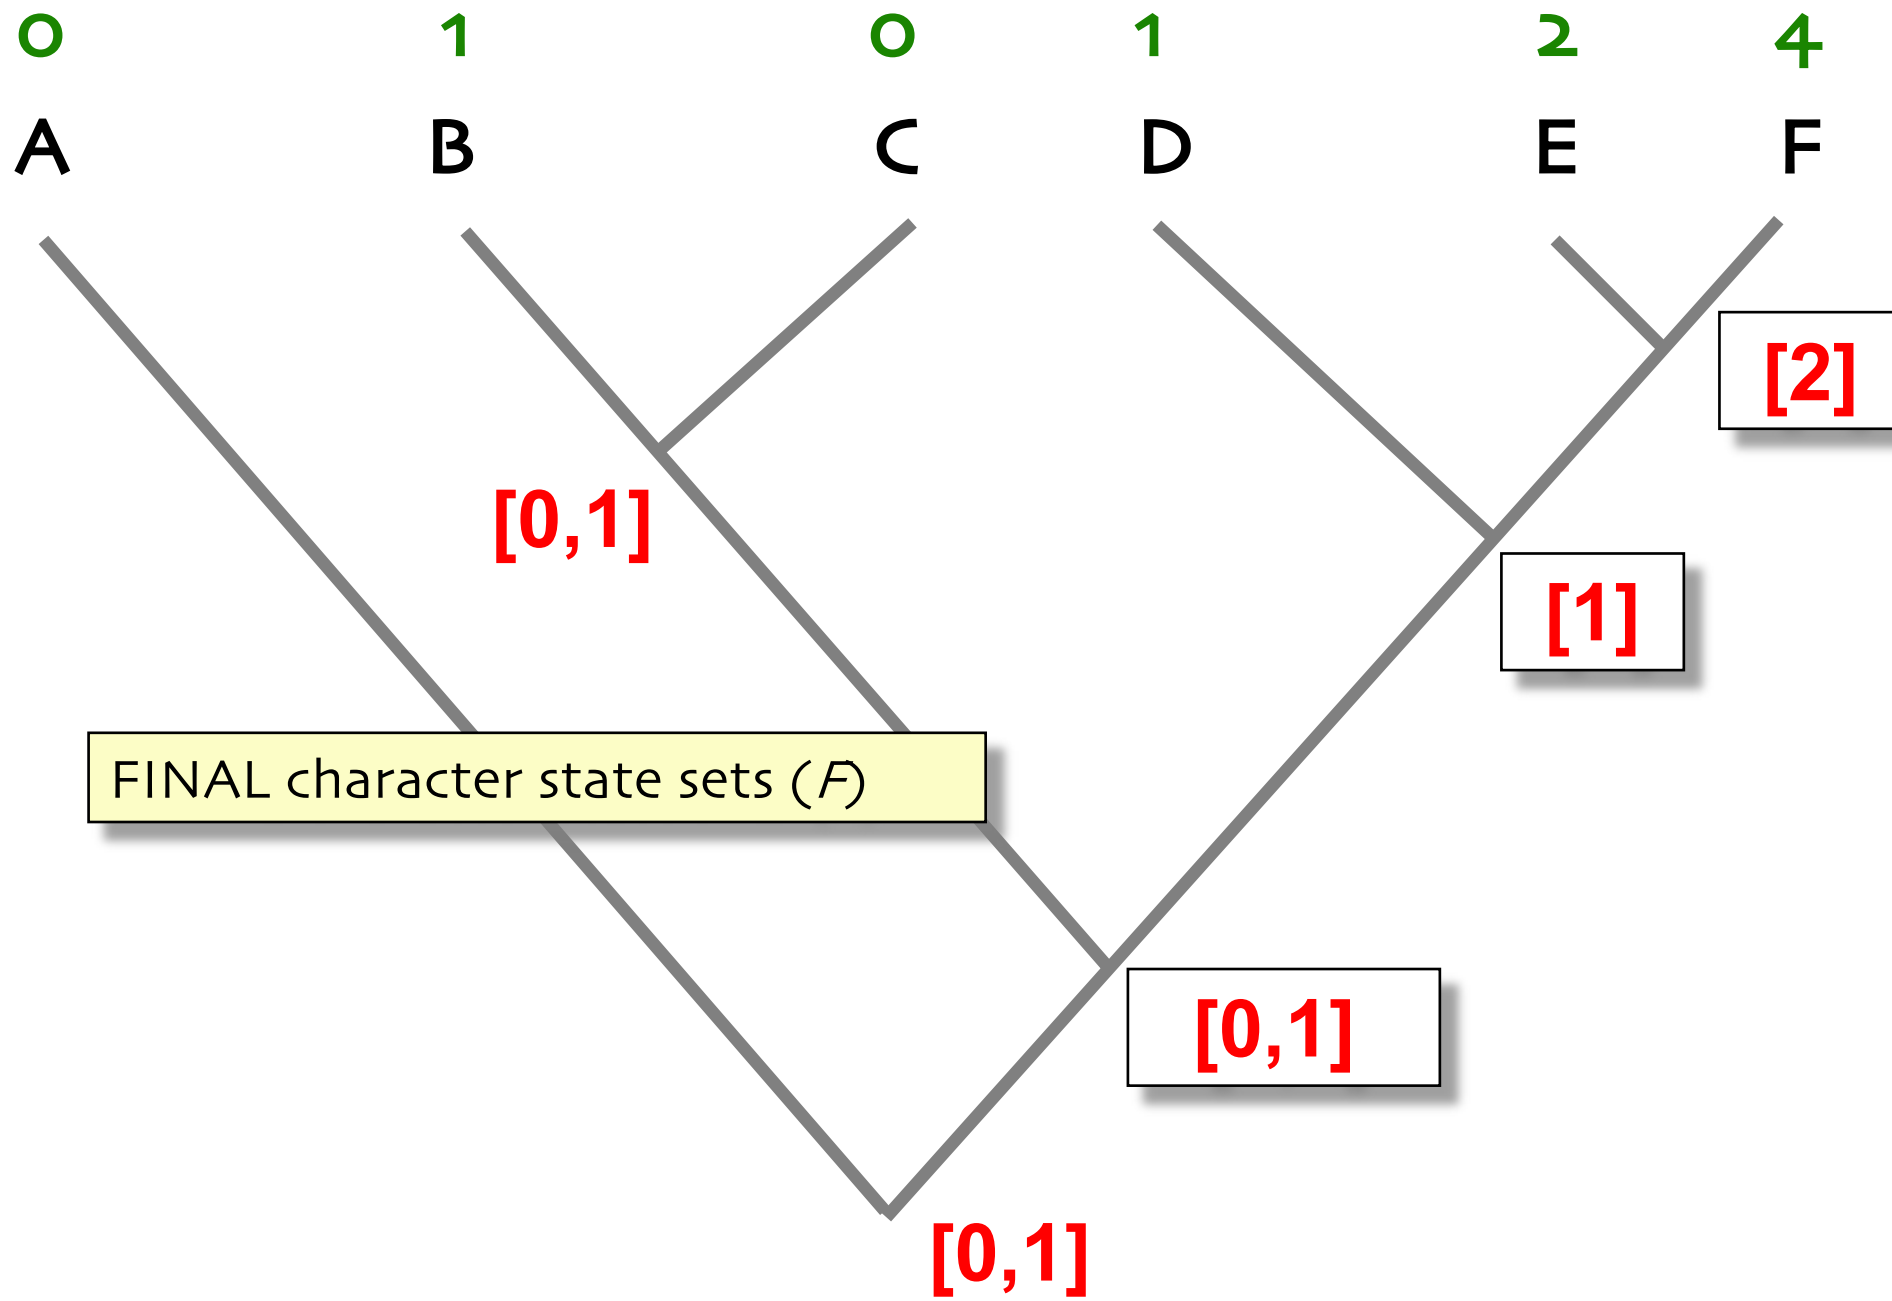 0 1 0 1 2 4
A B C D E F
[2]
[0,1]
[1]
FINAL character state sets (F)
[0,1]
[0,1]